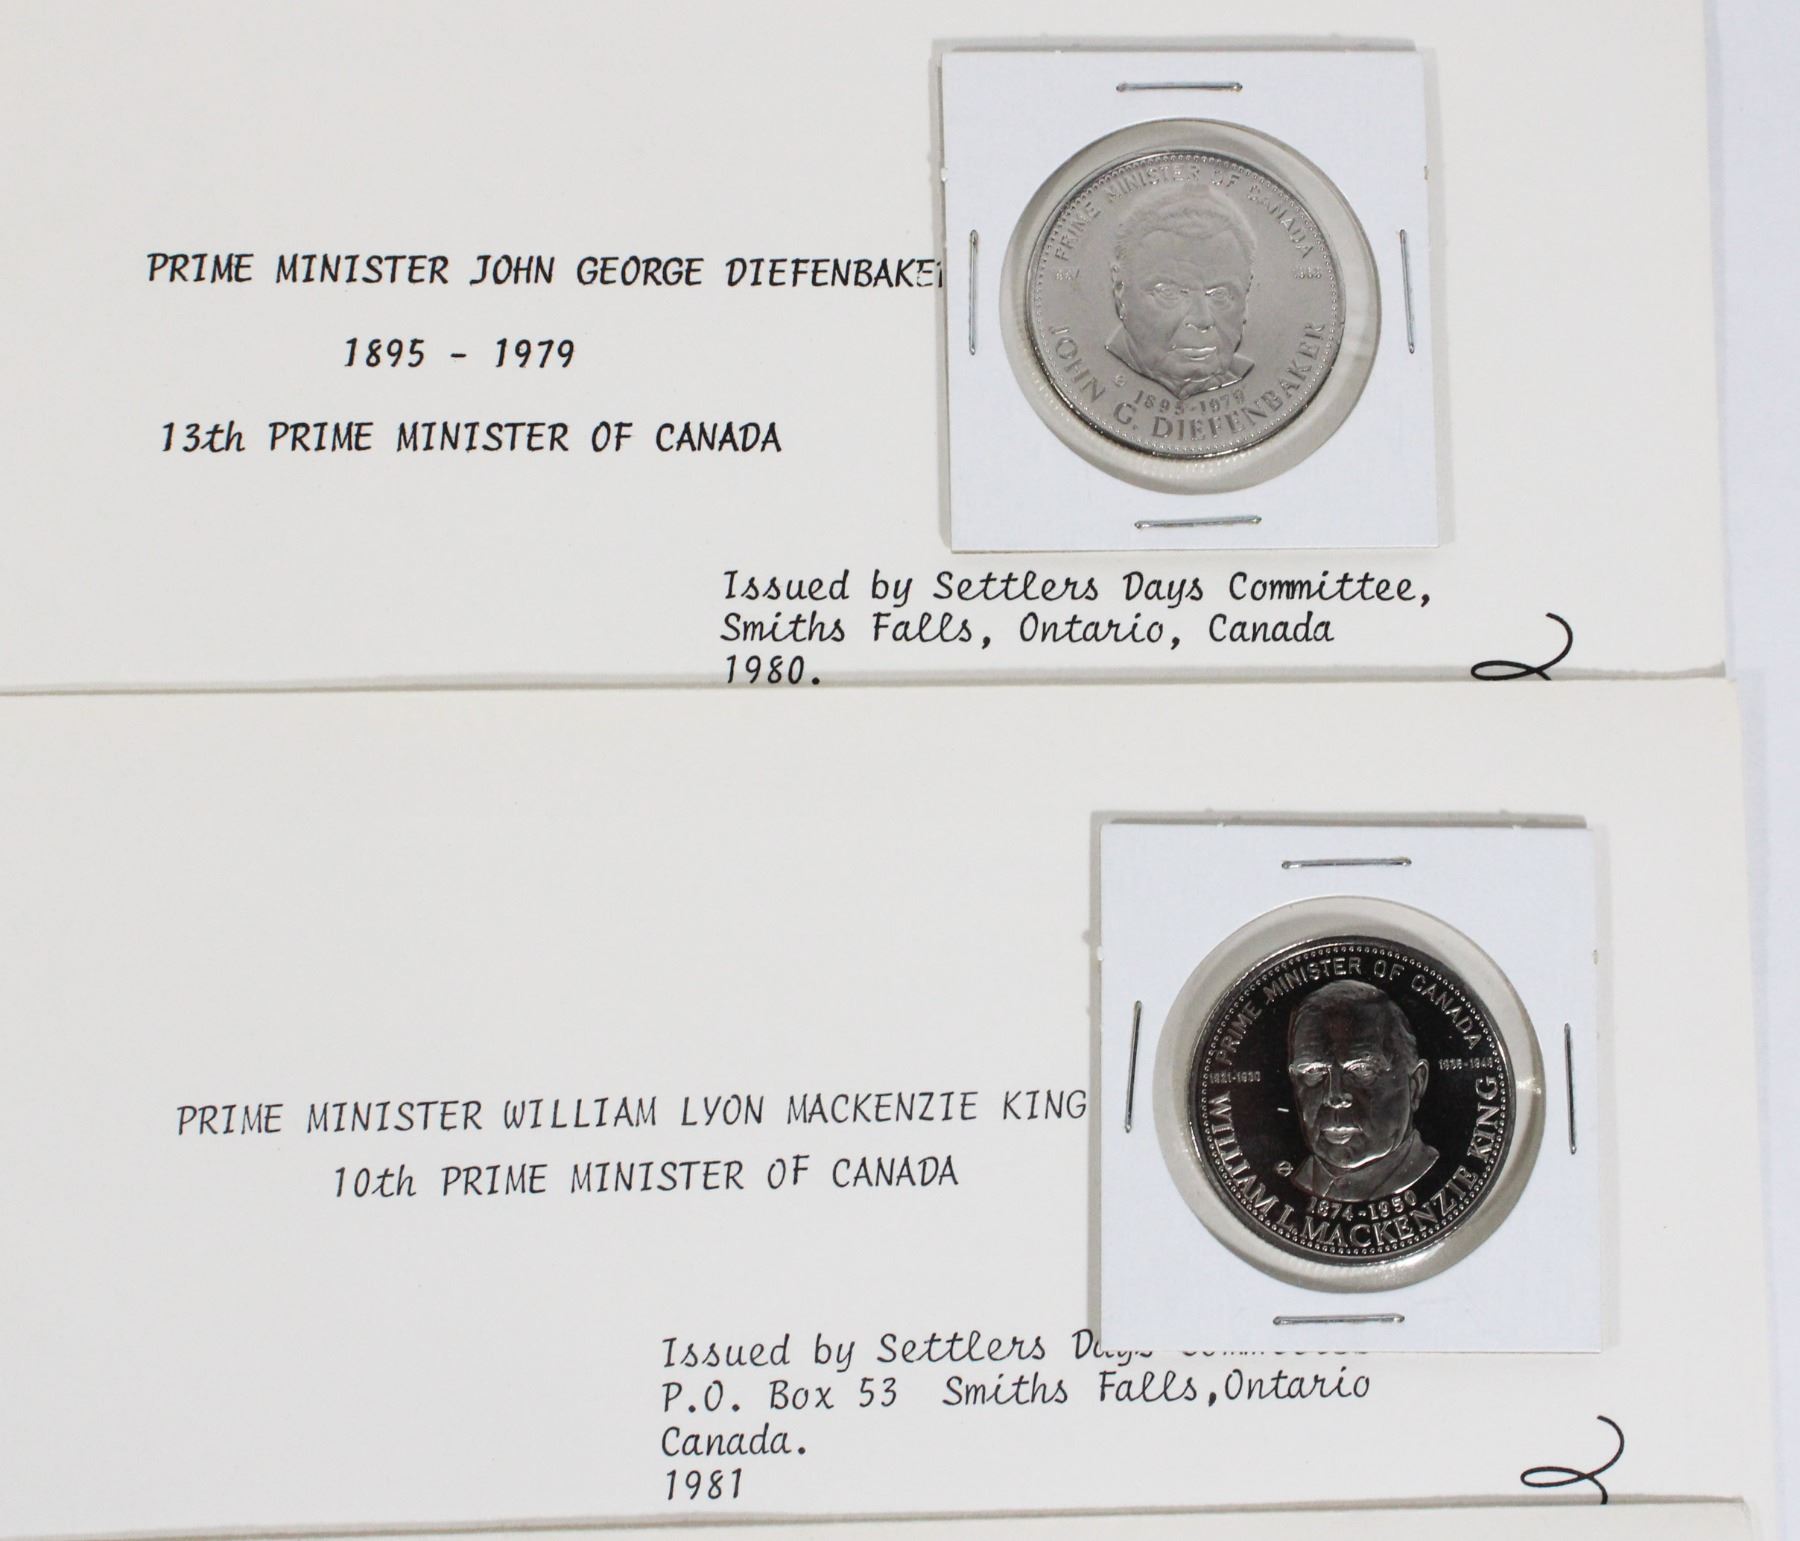 PRIME MINISTER JOHN GEORGE DIEFENBAKER
1895 - 1979
13th PRIME MINISTER OF CANADA
PRIME MINISTER OF CANADA
JOHN G. DIEFENBAKER
1895-1979
Issued by Settlers Days Committee,
Smiths Falls, Ontario, Canada
1980.
PRIME MINISTER WILLIAM LYON MACKENZIE KING
10th PRIME MINISTER OF CANADA
PRIME MINISTER OF CANADA
1874-1950
WILLIAM L. MACKENZIE KING
Issued by Settlers Days
P.O. Box 53 Smiths Falls,Ontario
Canada.
1981